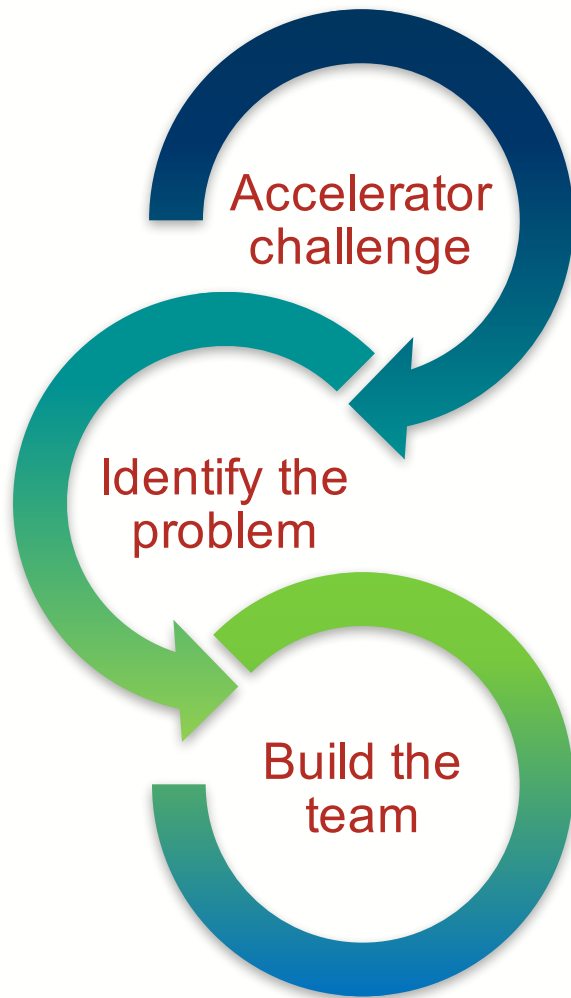 Accelerator
challenge
Identify the
problem
Build the
team